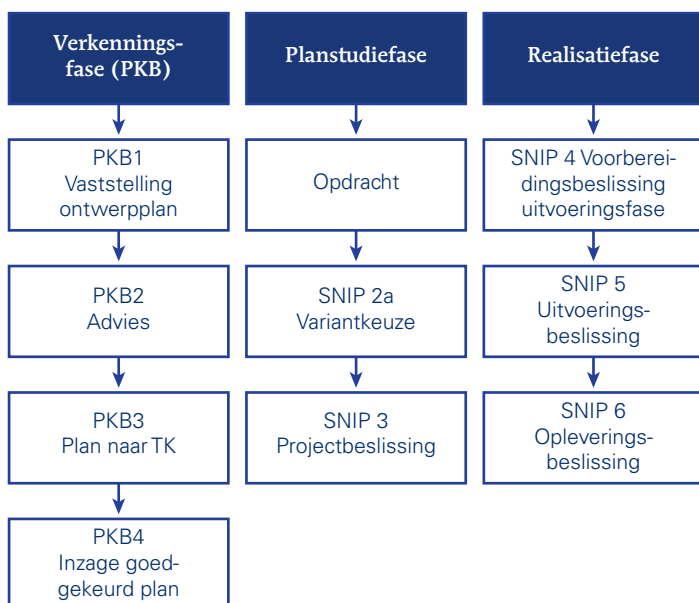 Verkennings-
fase (PKB)
PKB1
Vaststelling
ontwerpplan
PKB2
Advies
PKB3
Plan naar TK
PKB4
Inzage goed-
gekeurd plan
Planstudiefase
Opdracht
SNIP 2a
Variantkeuze
SNIP 3
Projectbeslissing
Realisatiefase
SNIP 4 Voorberei-
dingsbeslissing
uitvoeringsfase
SNIP 5
Uitvoerings-
beslissing
SNIP 6
Opleverings-
beslissing